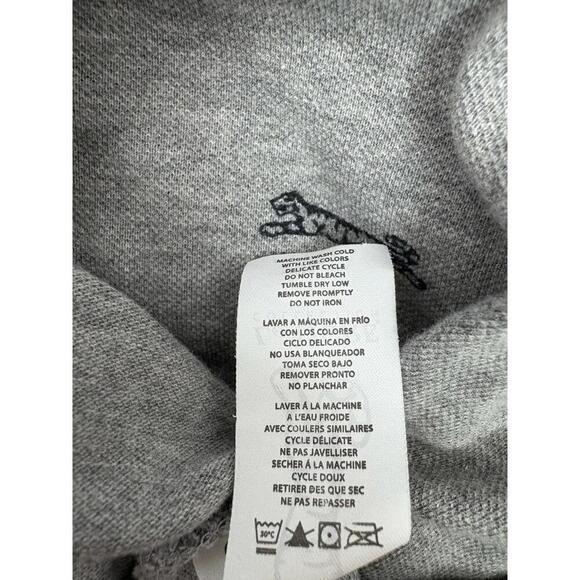 MACHINE WASH COLD
WITH LIKE COLORS
DELICATE CYCLE
DO NOT BLEACH
TUMBLE DRY LOW
REMOVE PROMPTLY
DO NOT IRON
LAVAR A MÁQUINA EN FRÍO
CON LOS COLORES
CICLO DELICADO
NO USA BLANQUEADOR
TOMA SECO BAJO
REMOVER PRONTO
NO PLANCHAR
LAVER Á LA MACHINE
A L'EAU FROIDE
AVEC COULERS SIMILAIRES
CYCLE DÉLICATE
NE PAS JAVELLISER
SECHER Á LA MACHINE
CYCLE DOUX
RETIRER DES QUE SEC
NE PAS REPASSER
30°C